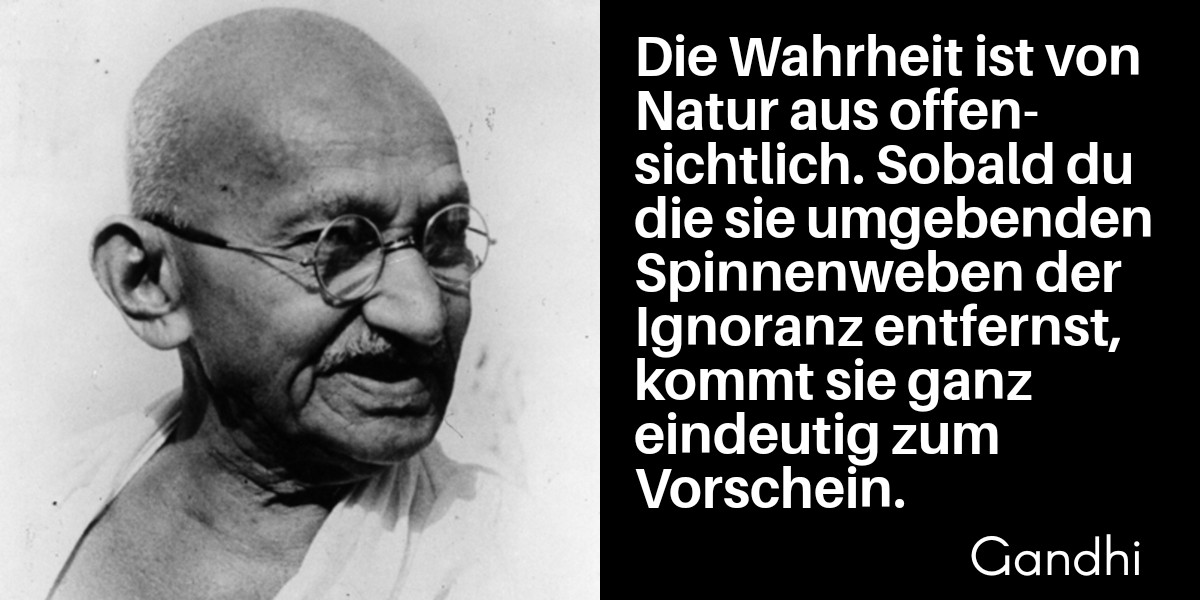 Die Wahrheit ist von
Natur aus offen-
sichtlich. Sobald du
die sie umgebenden
Spinnenweben der
Ignoranz entfernst,
kommt sie ganz
eindeutig zum
Vorschein.
Gandhi